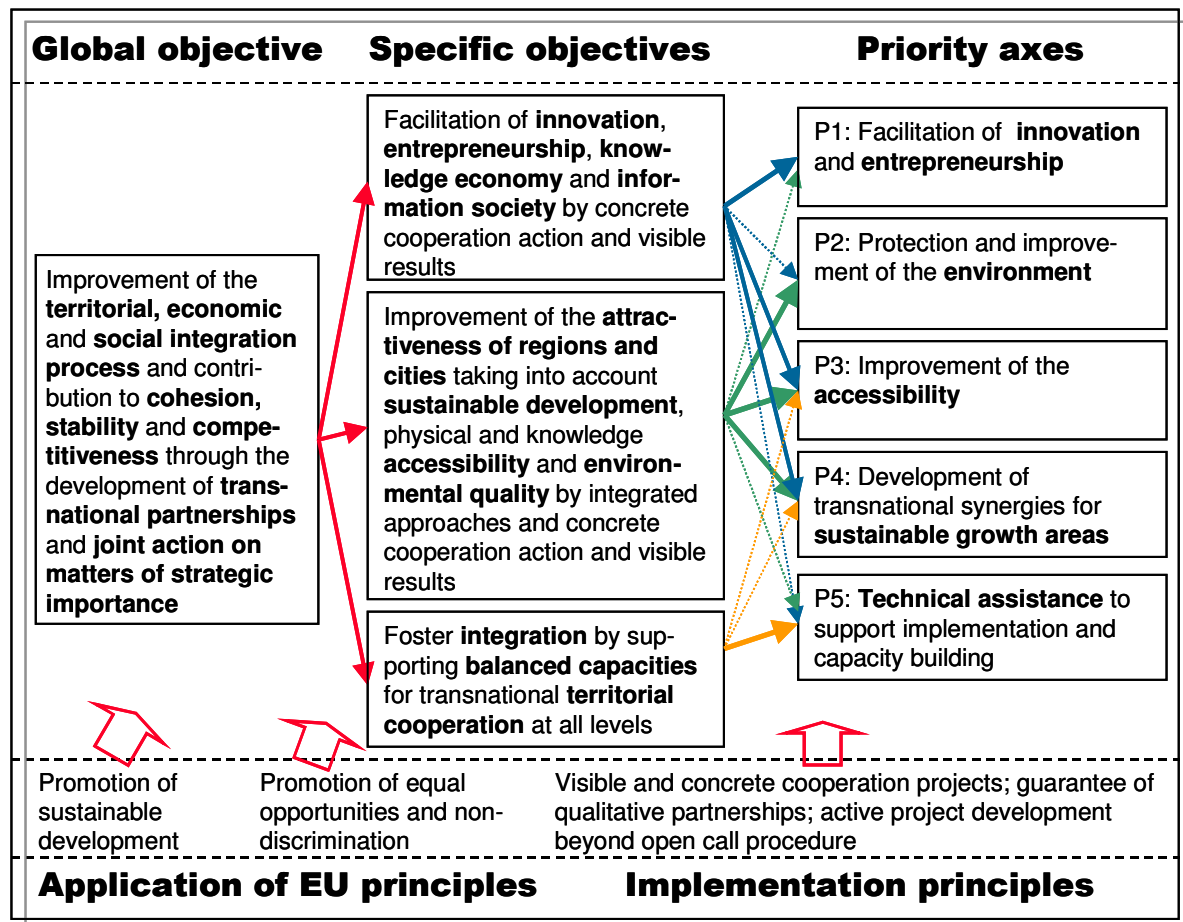 Global objective
Specific objectives
Priority axes
Improvement of the
territorial, economic
and social integration
process and contri-
bution to cohesion,
stability and compe-
titiveness through the
development of trans-
national partnerships
and joint action on
matters of strategic
importance
Facilitation of innovation,
entrepreneurship, know-
ledge economy and infor-
mation society by concrete
cooperation action and visible
results
Improvement of the attrac-
tiveness of regions and
cities taking into account
sustainable development,
physical and knowledge
accessibility and environ-
mental quality by integrated
approaches and concrete
cooperation action and visible
results
Foster integration by sup-
porting balanced capacities
for transnational territorial
cooperation at all levels
P1: Facilitation of innovation
and entrepreneurship
P2: Protection and improve-
ment of the environment
P3: Improvement of the
accessibility
P4: Development of
transnational synergies for
sustainable growth areas
P5: Technical assistance to
support implementation and
capacity building
Promotion of
sustainable
development
Promotion of equal
opportunities and non-
discrimination
Visible and concrete cooperation projects; guarantee of
qualitative partnerships; active project development
beyond open call procedure
Application of EU principles
Implementation principles